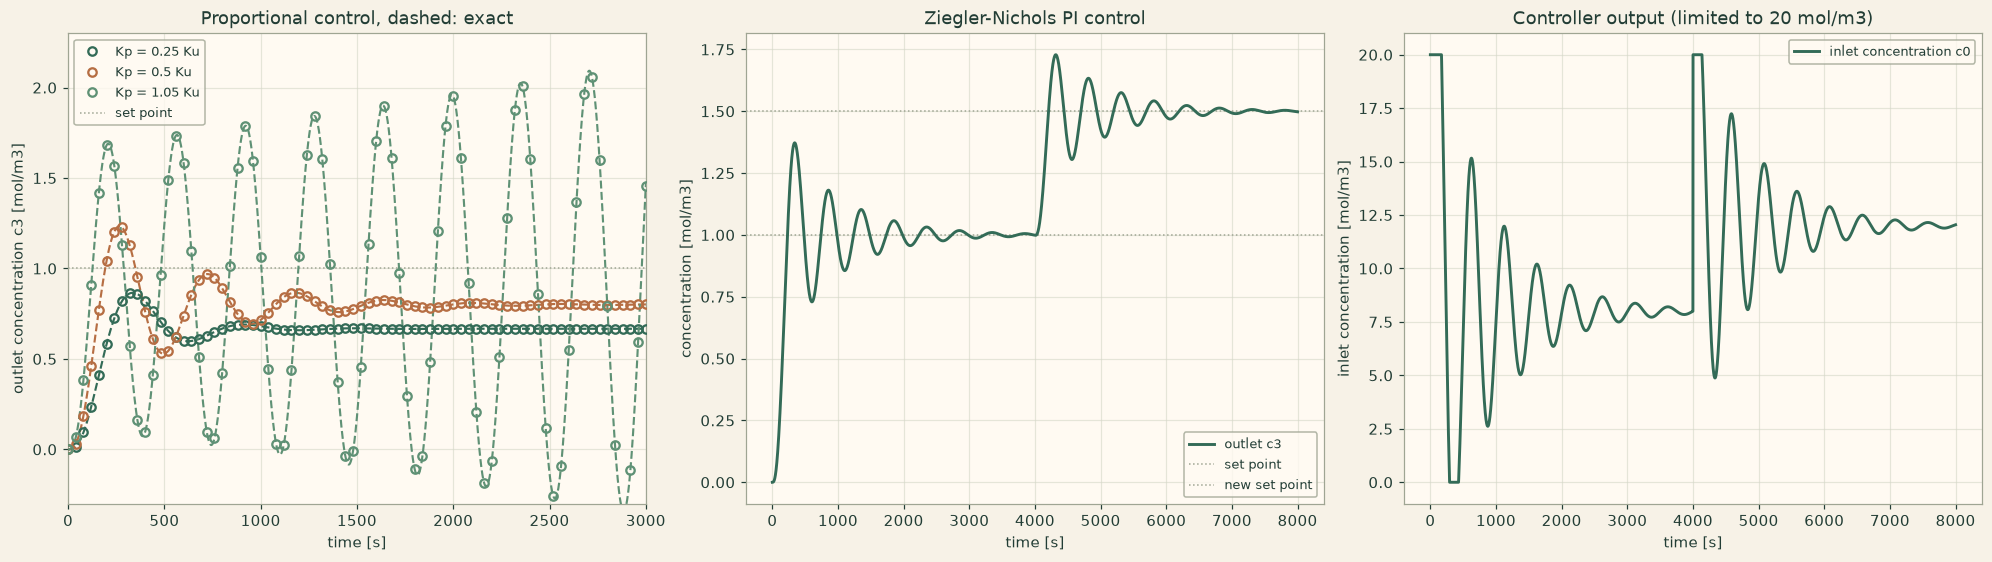 Proportional control, dashed: exact
Kp = 0.25 Ku
Kp = 0.5 Ku
Kp = 1.05 Ku
set point
outlet concentration c3 [mol/m3]
2.0
1.5
1.0
0.5
0.0
0 500 1000 1500 2000 2500 3000
time [s]
Ziegler-Nichols PI control
concentration [mol/m3]
1.75
1.50
1.25
1.00
0.75
0.50
0.25
0.00
outlet c3
set point
new set point
0 1000 2000 3000 4000 5000 6000 7000 8000
time [s]
Controller output (limited to 20 mol/m3)
inlet concentration c0
inlet concentration [mol/m3]
20.0
17.5
15.0
12.5
10.0
7.5
5.0
2.5
0.0
0 1000 2000 3000 4000 5000 6000 7000 8000
time [s]